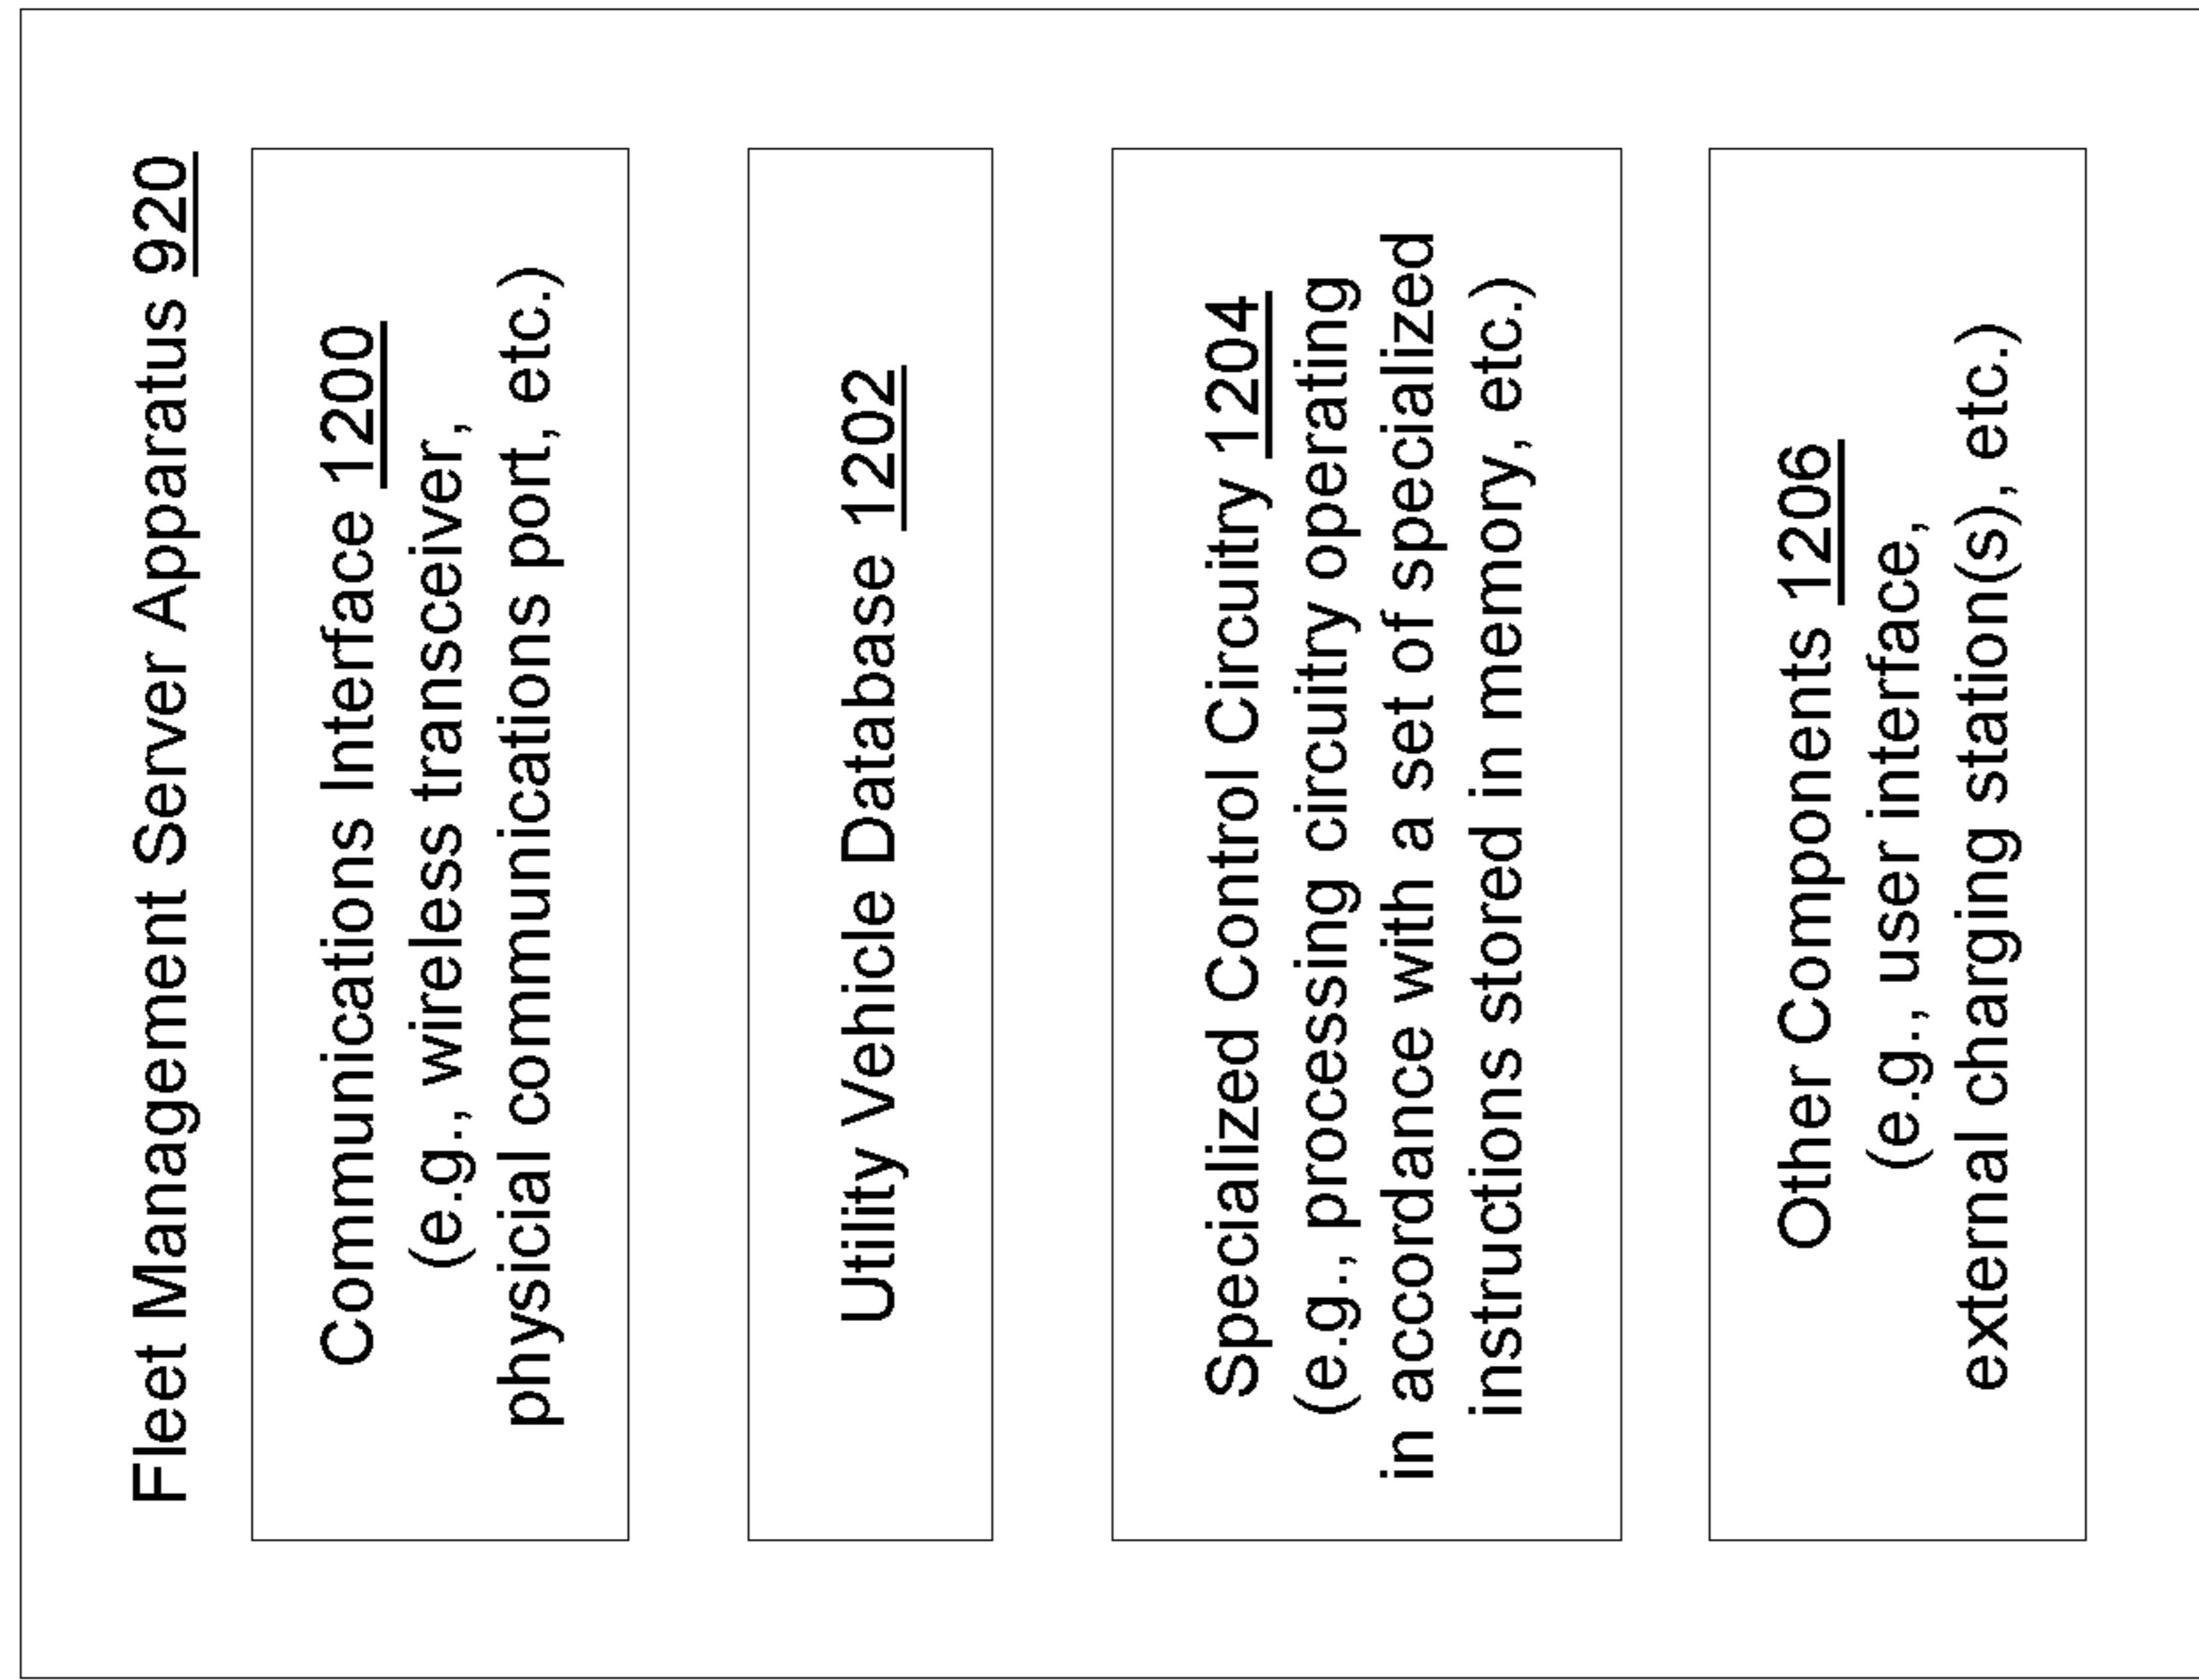 Fleet Management Server Apparatus 920
Communications Interface 1200
(e.g., wireless transceiver,
physicial communications port, etc.)
Utility Vehicle Database 1202
Specialized Control Circuitry 1204
(e.g., processing circuitry operating
in accordance with a set of specialized
instructions stored in memory, etc.)
Other Components 1206
(e.g., user interface,
external charging station(s), etc.)